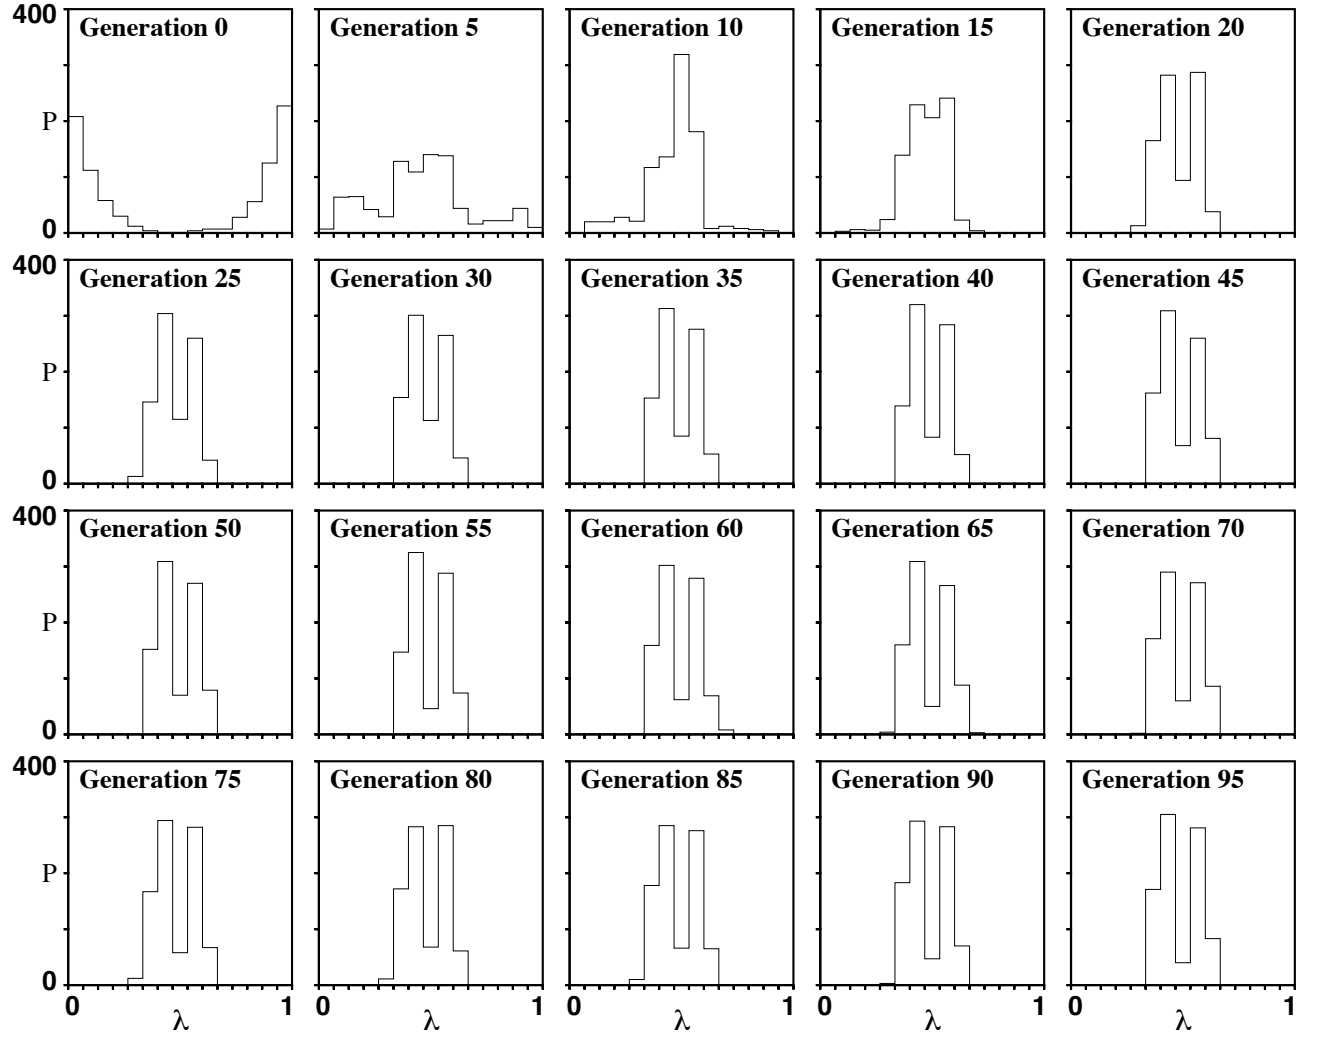 400 Generation 0 Generation 5 Generation 10 Generation 15 Generation 20
P
0
400 Generation 25 Generation 30 Generation 35 Generation 40 Generation 45
P
0
400 Generation 50 Generation 55 Generation 60 Generation 65 Generation 70
P
0
400 Generation 75 Generation 80 Generation 85 Generation 90 Generation 95
P
0
0 1 0 1 0 1 0 1 0 1
λ λ λ λ λ